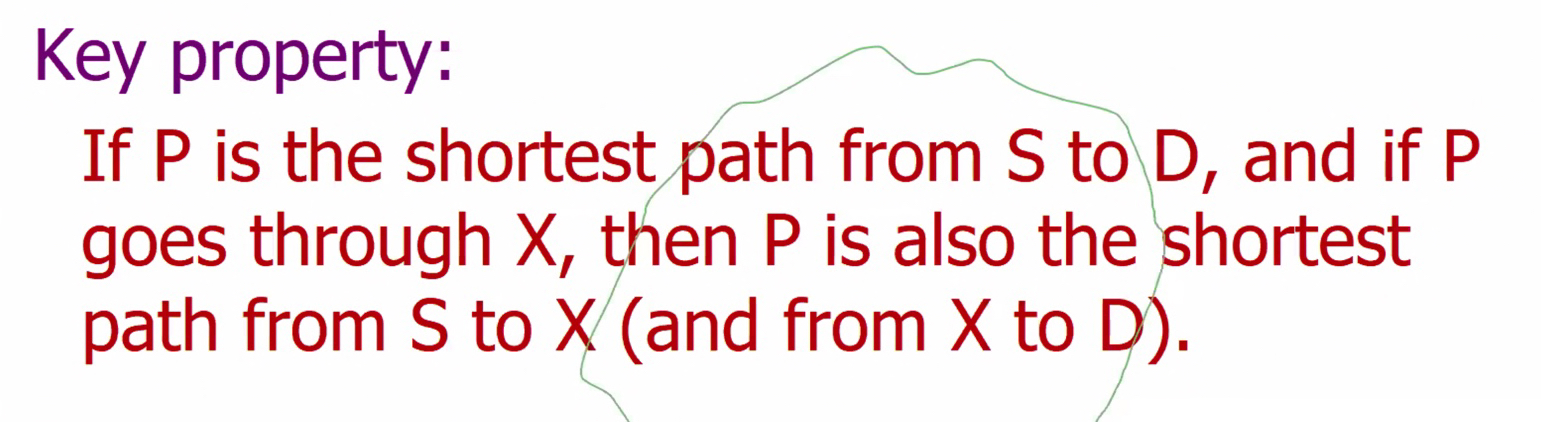 Key property:
If P is the shortest path from S to D, and if P
goes through X, then P is also the shortest
path from S to X (and from X to D).